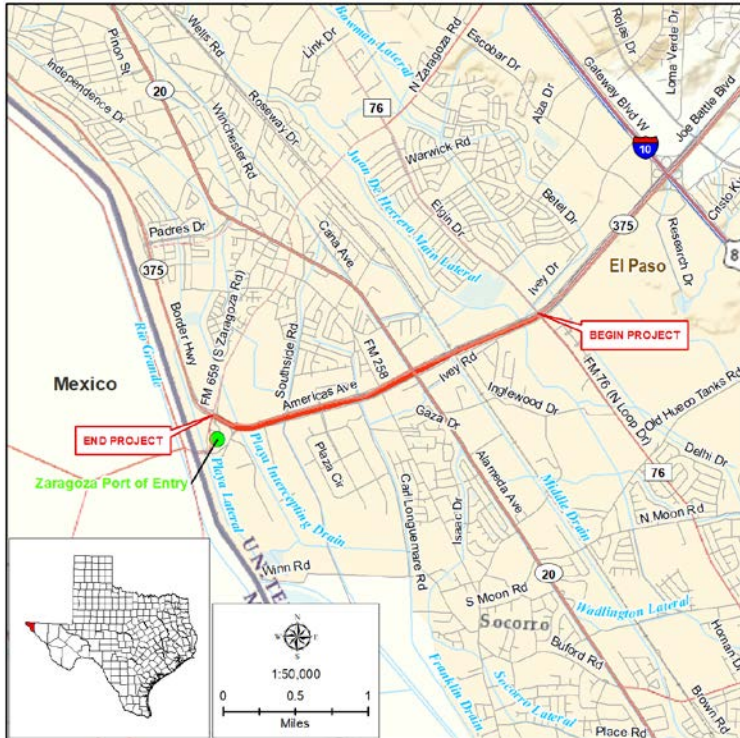 Bowman Lateral
Rojas Dr
Loma Verde Dr
Wells Rd
Link Dr
N Zaragoza Rd
Escobar Dr
Gateway Blvd W
Joe Battle Blvd
Pinon St
Independence Dr
20
Roseway Dr
76
Alza Dr
10
Winchester Rd
Warwick Rd
Juan De Herrera Main Lateral
Cristo
Elgin Dr
Betel Dr
Padres Dr
Cana Ave
375
Research Dr
8
375
Ivey Dr
El Paso
Border Hwy
FM 659 (S Zaragoza Rd)
Rio Grande
Southside Rd
FM 258
BEGIN PROJECT
Mexico
Americas Ave
Ivey Rd
FM 76 (N Loop Dr)
Inglewood Dr
Old Hueco Tanks Rd
END PROJECT
Gaza Dr
Delhi Dr
Zaragoza Port of Entry
Plaza Cir
Playa Lateral
Playa Intercepting Drain
Alameda Ave
Middle Drain
76
Carl Longuemare Rd
Isaac Dr
N Moon Rd
Winn Rd
20
S Moon Rd
Wadlington Lateral
Socorro
Homan Dr
Buford Rd
N
W E
S
1:50,000
0 0.5 1
Miles
Franklin Drain
Socorro Lateral
Brown Rd
Place Rd